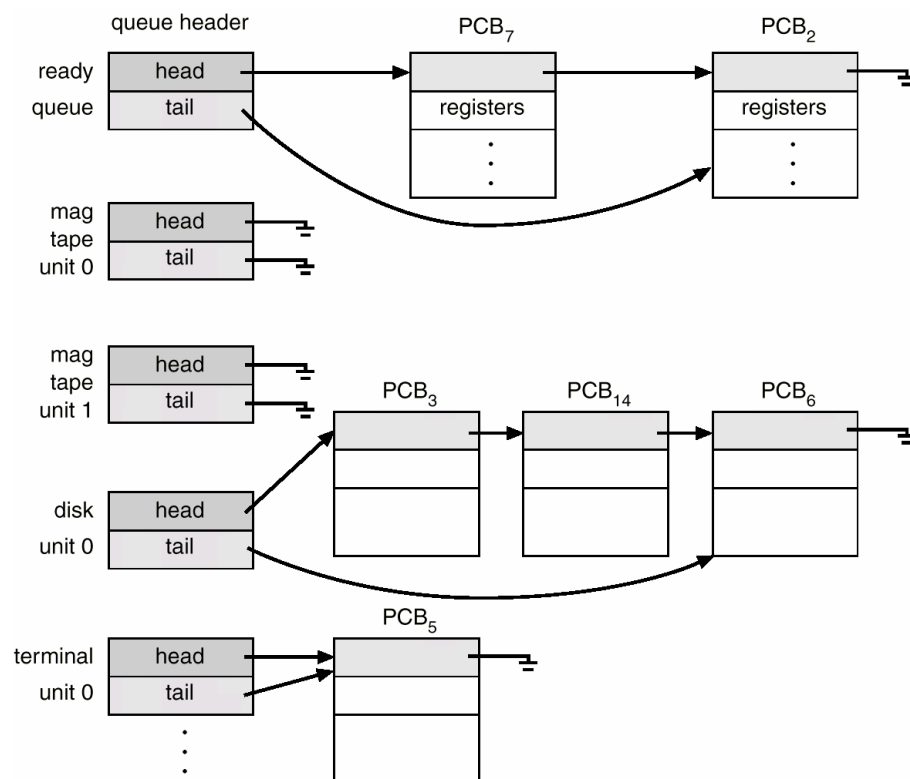 queue header
PCB7
PCB2
ready
queue
head
tail
registers
registers
mag
tape
unit 0
head
tail
mag
tape
unit 1
head
tail
PCB3
PCB14
PCB6
disk
unit 0
head
tail
PCB5
terminal
unit 0
head
tail